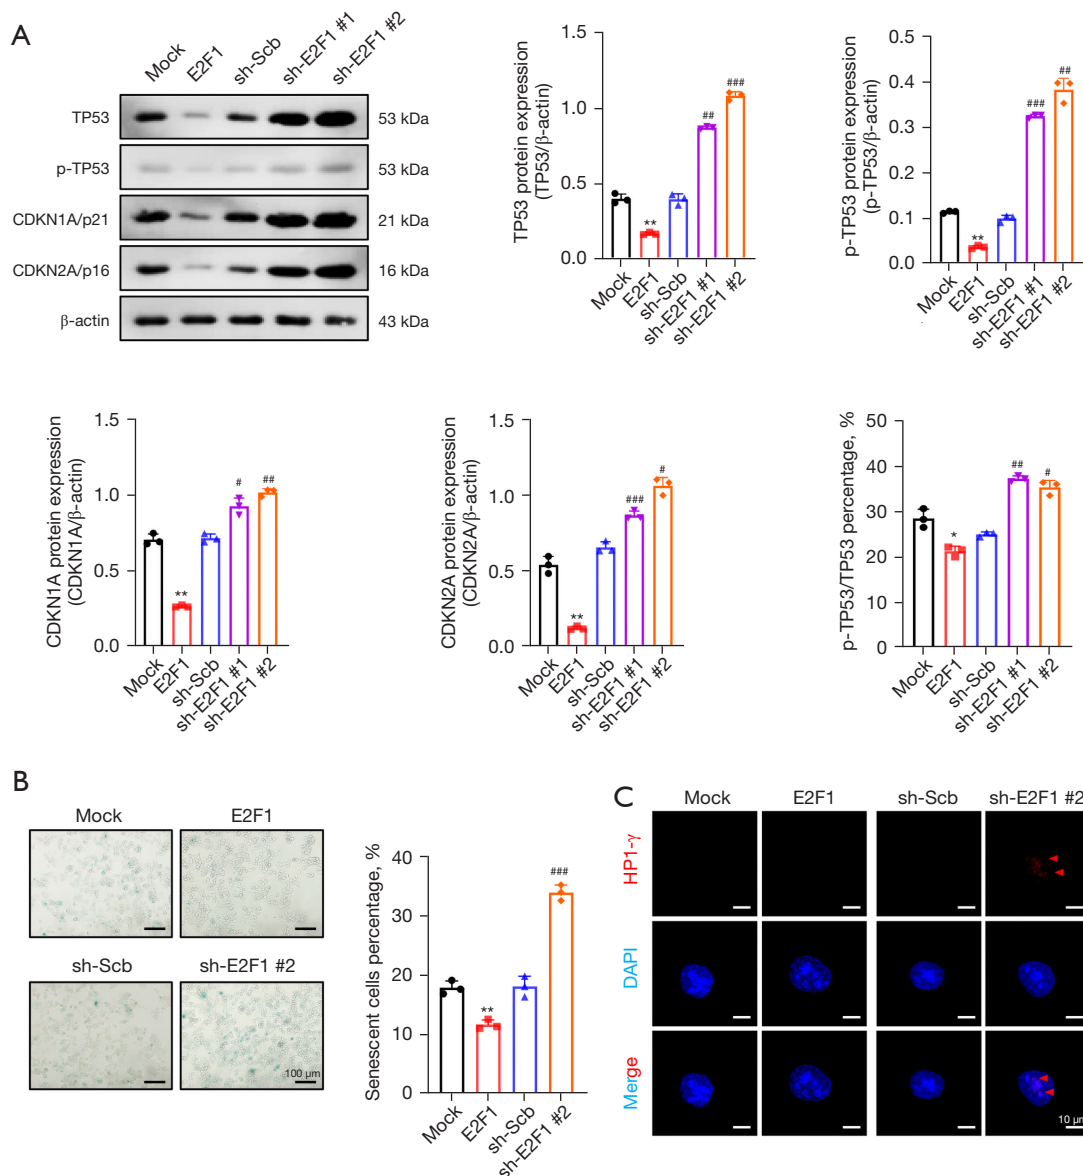 A
Mock
E2F1
sh-Scb
sh-E2F1 #1
sh-E2F1 #2
TP53
53 kDa
p-TP53
53 kDa
CDKN1A/p21
21 kDa
CDKN2A/p16
16 kDa
β-actin
43 kDa
TP53 protein expression
(TP53/β-actin)
1.5
1.0
0.5
0.0
**
##
###
Mock
E2F1
sh-Scb
sh-E2F1 #1
sh-E2F1 #2
p-TP53 protein expression
(p-TP53/β-actin)
0.5
0.4
0.3
0.2
0.1
0.0
**
###
##
Mock
E2F1
sh-Scb
sh-E2F1 #1
sh-E2F1 #2
CDKN1A protein expression
(CDKN1A/β-actin)
1.5
1.0
0.5
0.0
**
#
##
Mock
E2F1
sh-Scb
sh-E2F1 #1
sh-E2F1 #2
CDKN2A protein expression
(CDKN2A/β-actin)
1.5
1.0
0.5
0.0
**
###
#
Mock
E2F1
sh-Scb
sh-E2F1 #1
sh-E2F1 #2
p-TP53/TP53 percentage, %
50
40
30
20
10
0
*
##
#
Mock
E2F1
sh-Scb
sh-E2F1 #1
sh-E2F1 #2
B
Mock
E2F1
sh-Scb
sh-E2F1 #2
100 μm
Senescent cells percentage, %
40
30
20
10
0
**
###
Mock
E2F1
sh-Scb
sh-E2F1 #2
C
Mock
E2F1
sh-Scb
sh-E2F1 #2
HP1-γ
DAPI
Merge
10 μm